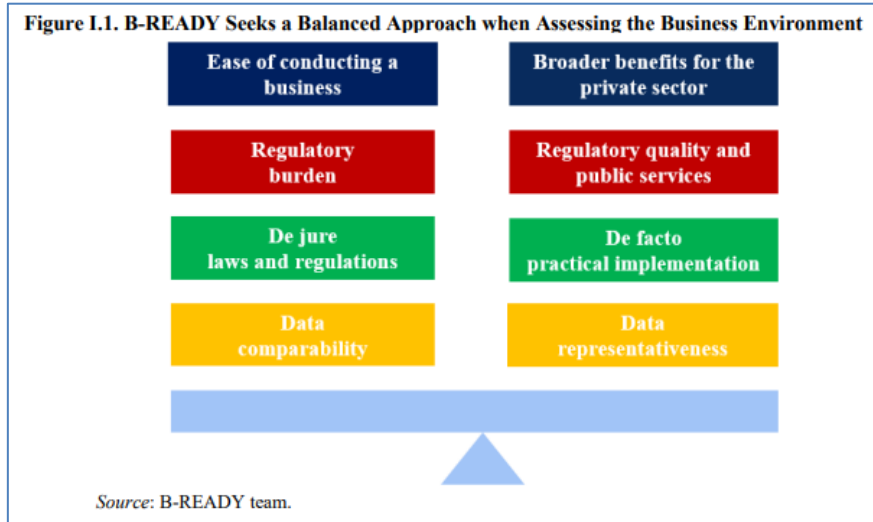 Figure I.1. B-READY Seeks a Balanced Approach when Assessing the Business Environment
Ease of conducting a
business
Broader benefits for the
private sector
Regulatory
burden
Regulatory quality and
public services
De jure
laws and regulations
De facto
practical implementation
Data
comparability
Data
representativeness
Source: B-READY team.